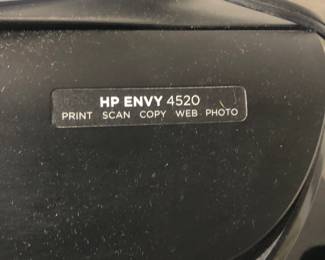 HP ENVY 4520
PRINT SCAN COPY WEB PHOTO